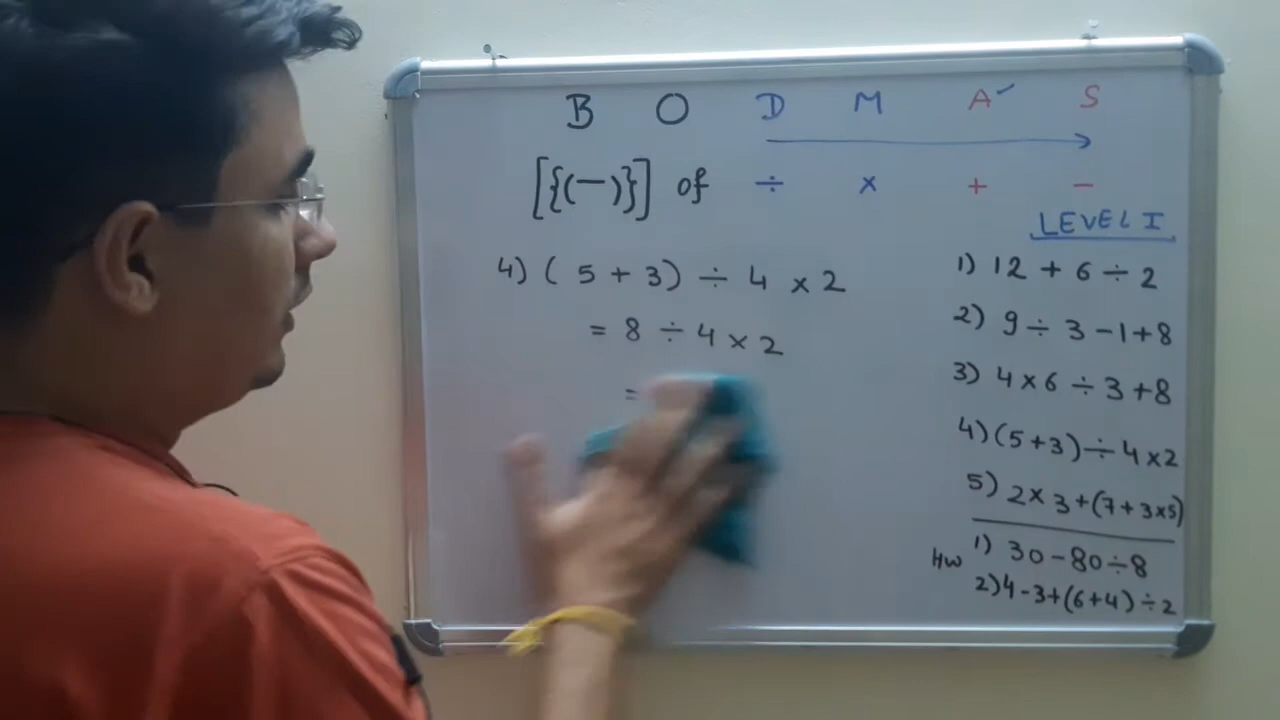 B O D M A✓ S
[{(—)}] of ÷ × + −
LEVEL I
4) ( 5 + 3) ÷ 4 × 2
= 8 ÷ 4 × 2
=
1) 12 + 6 ÷ 2
2) 9 ÷ 3 − 1 + 8
3) 4 × 6 ÷ 3 + 8
4) (5+3) ÷ 4 × 2
5) 2 × 3 + (7 + 3×5)
HW 1) 30 − 80 ÷ 8
2) 4 − 3 + (6 + 4) ÷ 2